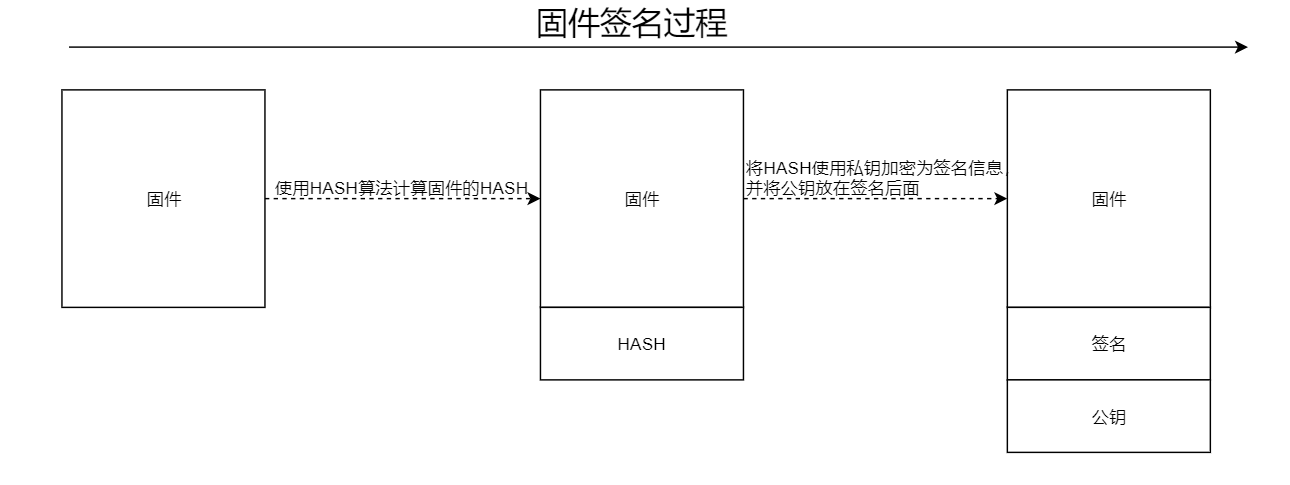 固件签名过程
固件
使用HASH算法计算固件的HASH
固件
HASH
将HASH使用私钥加密为签名信息，
并将公钥放在签名后面
固件
签名
公钥